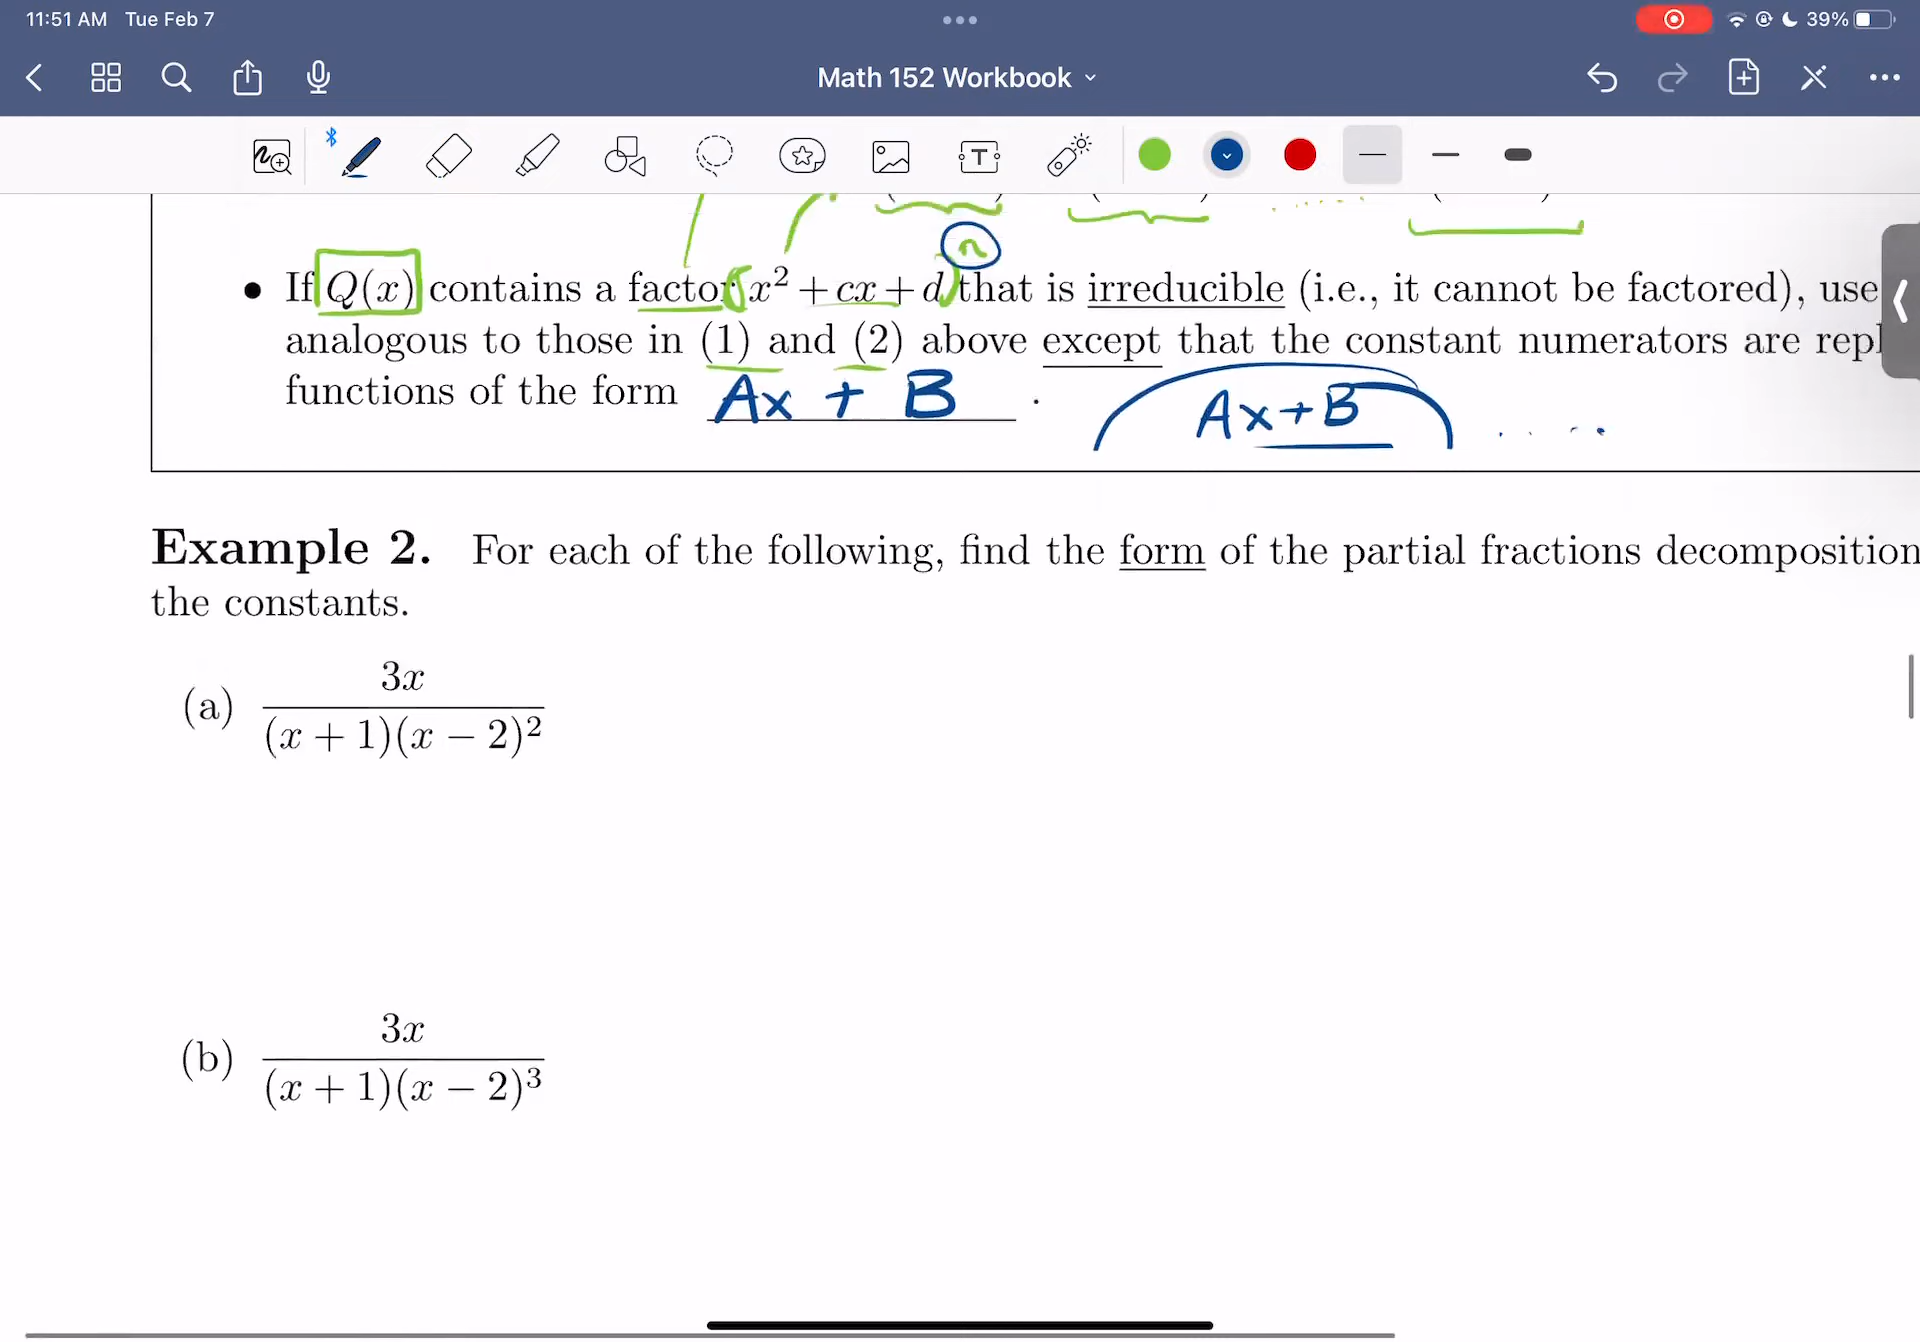 11:51 AM Tue Feb 7
39%
Math 152 Workbook
• If Q(x) contains a factor (x² + cx + d)ⁿ that is irreducible (i.e., it cannot be factored), use
analogous to those in (1) and (2) above except that the constant numerators are repl
functions of the form Ax + B .
Ax+B .....
Example 2. For each of the following, find the form of the partial fractions decomposition
the constants.
(a) 3x
(x + 1)(x − 2)²
(b) 3x
(x + 1)(x − 2)³